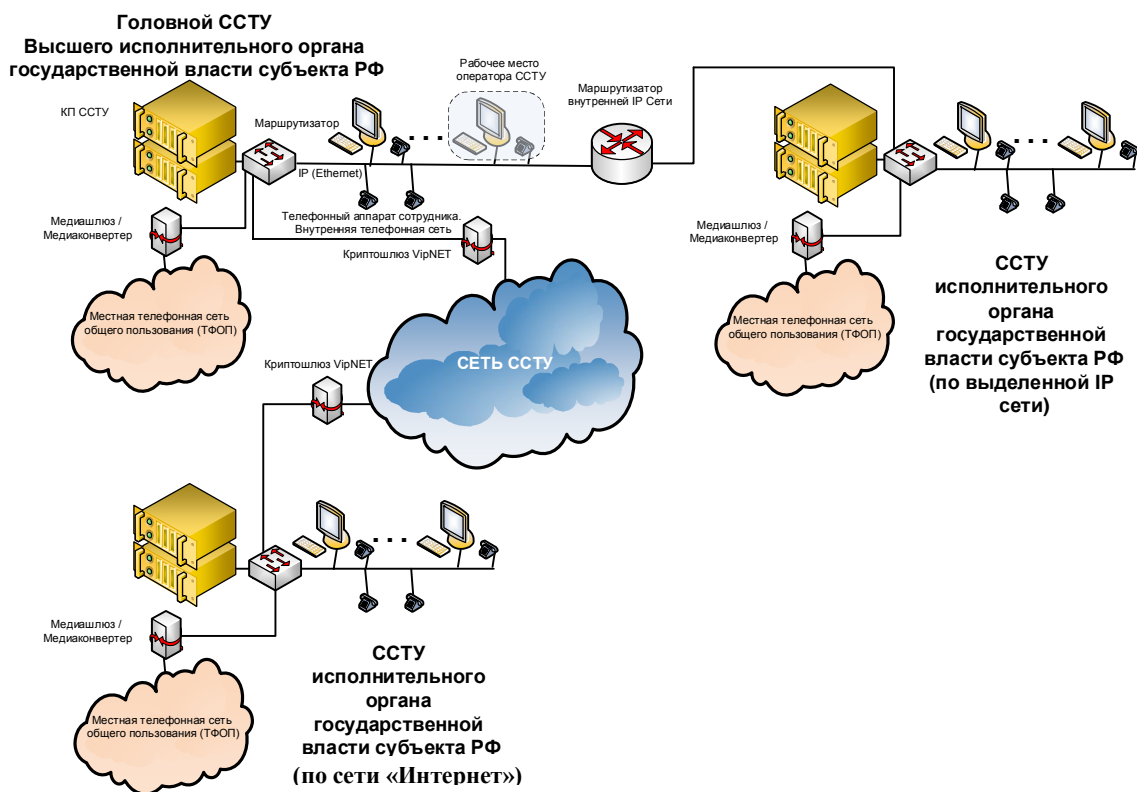 Головной ССТУ
Высшего исполнительного органа
государственной власти субъекта РФ
КП ССТУ
Маршрутизатор
Рабочее место
оператора ССТУ
Маршрутизатор
внутренней IP Сети
IP (Ethernet)
Медиашлюз /
Медиаконвертер
Телефонный аппарат сотрудника.
Внутренняя телефонная сеть
Криптошлюз VipNET
Местная телефонная сеть
общего пользования (ТФОП)
Медиашлюз /
Медиаконвертер
Местная телефонная сеть
общего пользования (ТФОП)
ССТУ
исполнительного
органа
государственной
власти субъекта РФ
(по выделенной IP
сети)
СЕТЬ ССТУ
Криптошлюз VipNET
Медиашлюз /
Медиаконвертер
Местная телефонная сеть
общего пользования (ТФОП)
ССТУ
исполнительного
органа
государственной
власти субъекта РФ
(по сети «Интернет»)